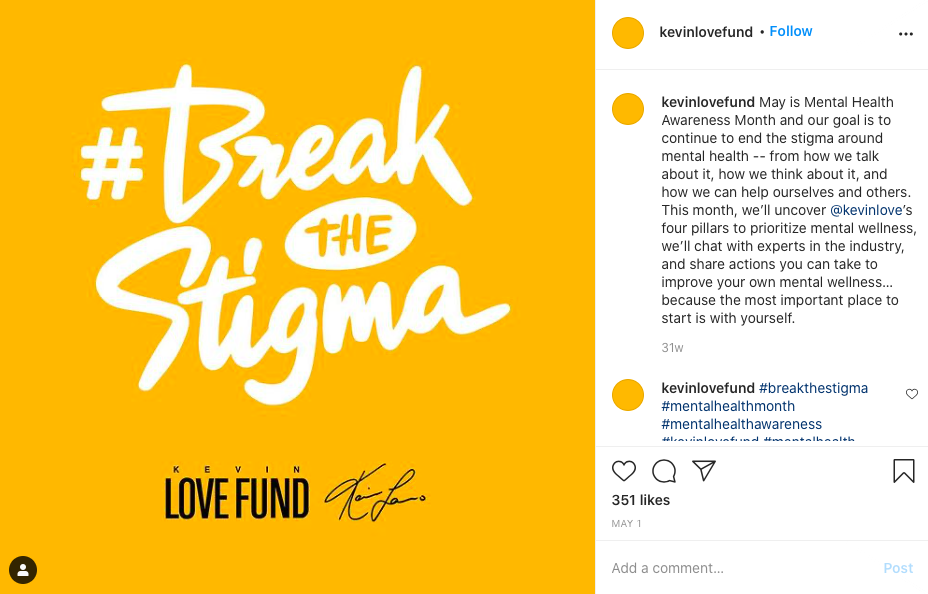 #Break
THE
Stigma
KEVIN
LOVE FUND
kevinlovefund • Follow
kevinlovefund May is Mental Health
Awareness Month and our goal is to
continue to end the stigma around
mental health -- from how we talk
about it, how we think about it, and
how we can help ourselves and others.
This month, we’ll uncover @kevinlove’s
four pillars to prioritize mental wellness,
we’ll chat with experts in the industry,
and share actions you can take to
improve your own mental wellness...
because the most important place to
start is with yourself.
31w
kevinlovefund #breakthestigma
#mentalhealthmonth
#mentalhealthawareness
#kevinlovefund #mentalhealth
351 likes
MAY 1
Add a comment...
Post